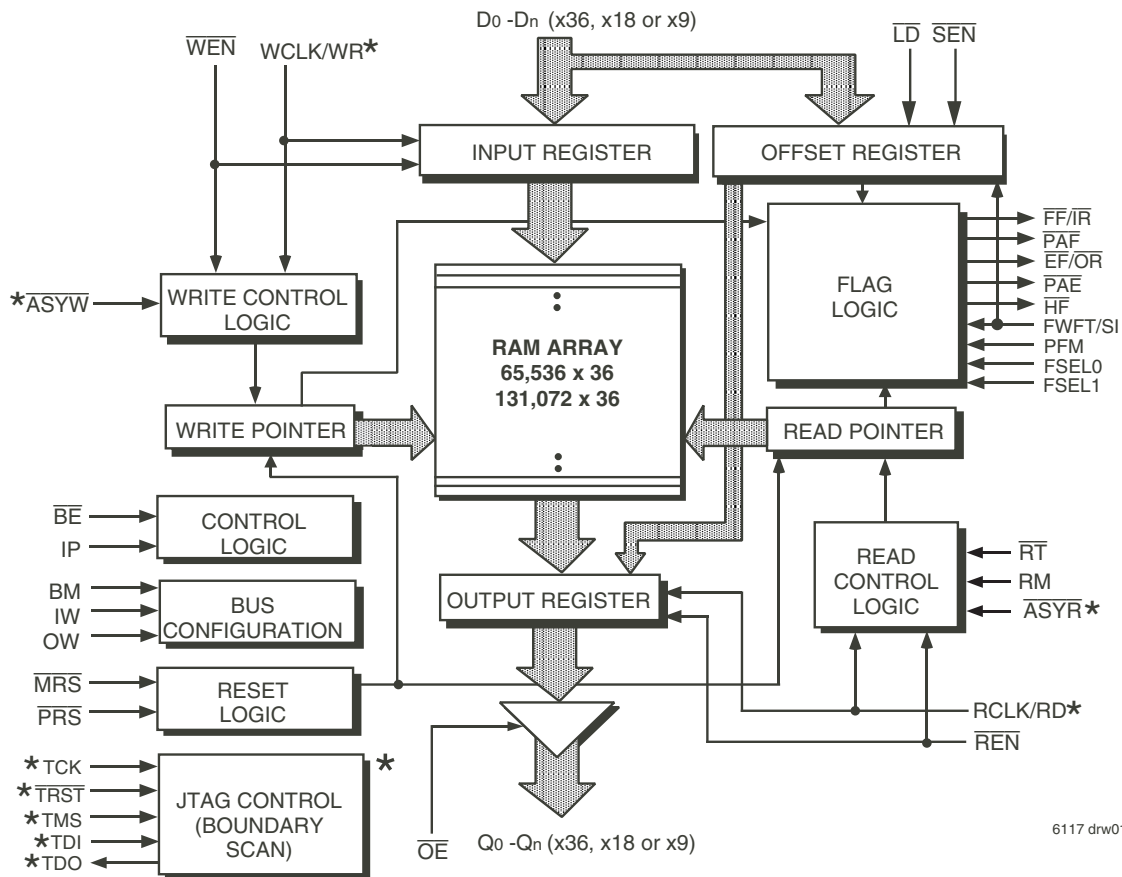 D0 -Dn (x36, x18 or x9)
WEN
WCLK/WR*
LD
SEN
INPUT REGISTER
OFFSET REGISTER
*ASYW
WRITE CONTROL
LOGIC
FLAG
LOGIC
FF/IR
PAF
EF/OR
PAE
HF
FWFT/SI
PFM
FSEL0
FSEL1
RAM ARRAY
65,536 x 36
131,072 x 36
WRITE POINTER
READ POINTER
BE
IP
CONTROL
LOGIC
READ
CONTROL
LOGIC
RT
RM
ASYR*
BM
IW
OW
BUS
CONFIGURATION
OUTPUT REGISTER
MRS
PRS
RESET
LOGIC
RCLK/RD*
REN
*TCK
*TRST
*TMS
*TDI
*TDO
JTAG CONTROL
(BOUNDARY
SCAN)
*
OE
Q0 -Qn (x36, x18 or x9)